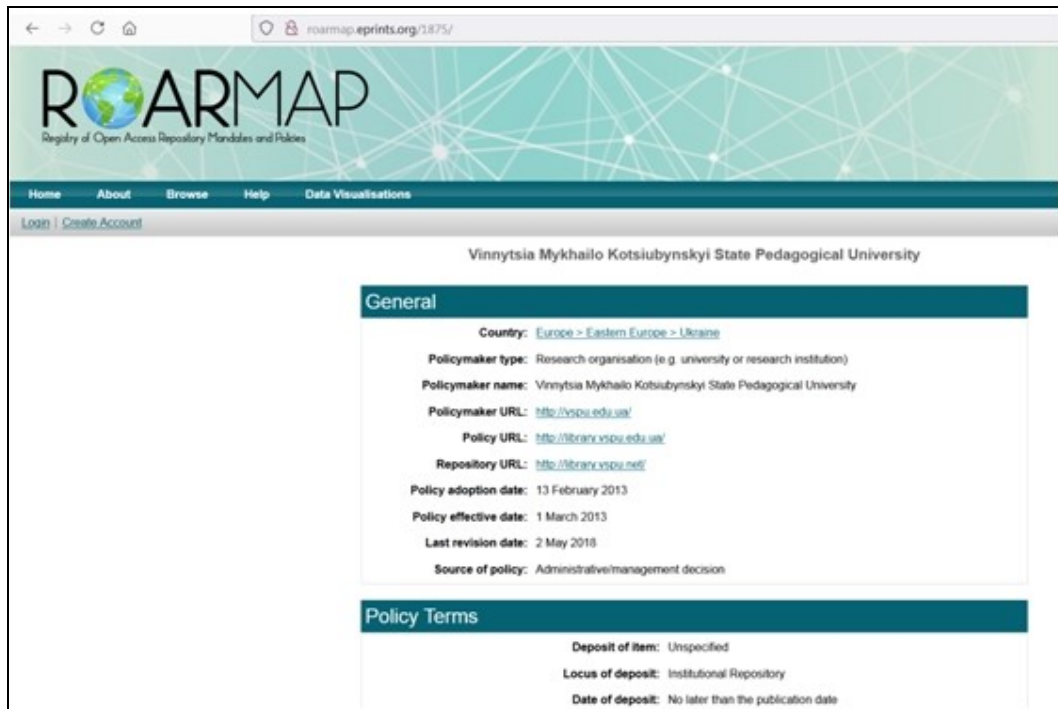 roarmap.eprints.org/1875/
ROARMAP
Registry of Open Access Repository Mandates and Policies
Home About Browse Help Data Visualisations
Login | Create Account
Vinnytsia Mykhailo Kotsiubynskyi State Pedagogical University
General
Country: Europe > Eastern Europe > Ukraine
Policymaker type: Research organisation (e.g. university or research institution)
Policymaker name: Vinnytsia Mykhailo Kotsiubynskyi State Pedagogical University
Policymaker URL: http://vspu.edu.ua/
Policy URL: http://library.vspu.edu.ua/
Repository URL: http://library.vspu.net/
Policy adoption date: 13 February 2013
Policy effective date: 1 March 2013
Last revision date: 2 May 2018
Source of policy: Administrative/management decision
Policy Terms
Deposit of item: Unspecified
Locus of deposit: Institutional Repository
Date of deposit: No later than the publication date